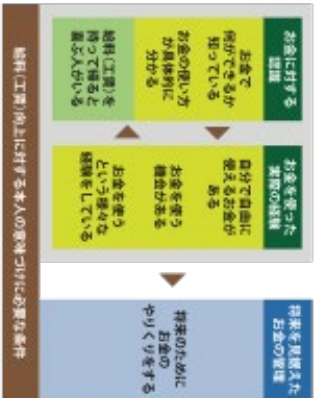 お金に対する
認識
お金で
何ができるか
知っている
お金の使い方
が具体的に
分かる
給料（工賃）を
持って帰ると
喜ぶ人がいる
お金を使った
実際の経験
自分で自由に
使えるお金が
ある
お金を使う
機会がある
お金を使う
という様々な
経験をしている
将来を見据えた
お金の管理
将来のために
お金の
やりくりをする
給料（工賃）向上に対する本人の意味づけに必要な条件